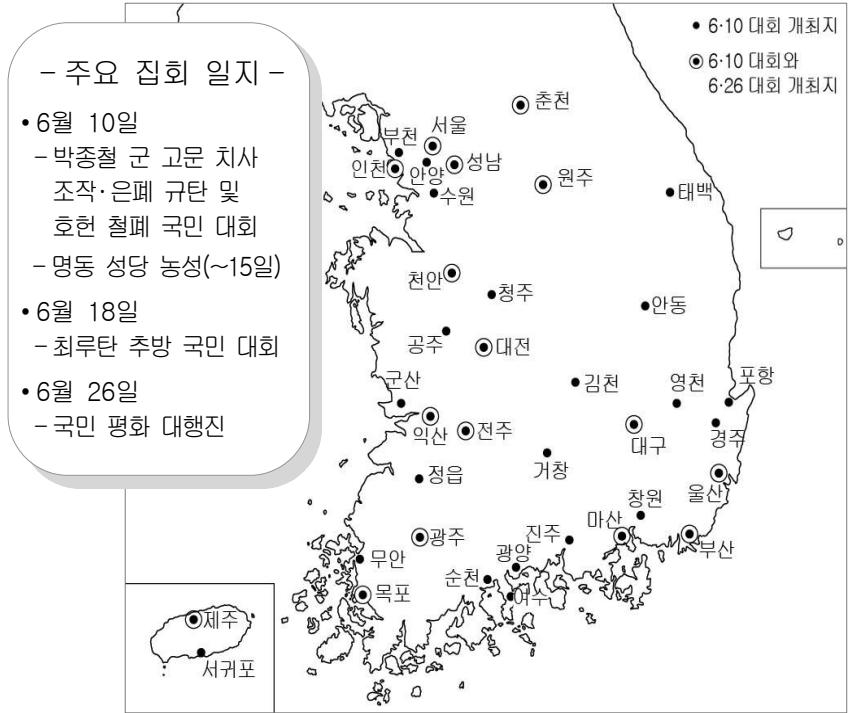 – 주요 집회 일지 –
• 6월 10일
– 박종철 군 고문 치사
조작·은폐 규탄 및
호헌 철폐 국민 대회
– 명동 성당 농성(~15일)
• 6월 18일
– 최루탄 추방 국민 대회
• 6월 26일
– 국민 평화 대행진
• 6·10 대회 개최지
◉ 6·10 대회와
6·26 대회 개최지
춘천
서울
부천
인천
안양
성남
수원
원주
태백
천안
청주
안동
공주
대전
군산
김천
영천
포항
익산
전주
대구
경주
정읍
거창
울산
창원
마산
부산
광주
진주
광양
무안
순천
여수
목포
제주
서귀포